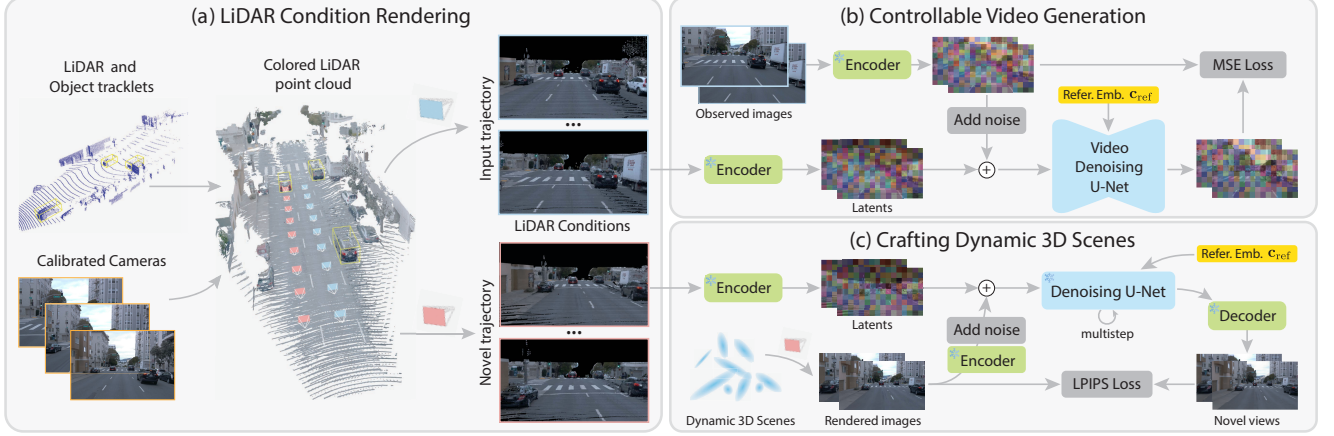 (a) LiDAR Condition Rendering
LiDAR and
Object tracklets
Colored LiDAR
point cloud
Calibrated Cameras
Input trajectory
...
LiDAR Conditions
Novel trajectory
...
(b) Controllable Video Generation
Observed images
Encoder
MSE Loss
Refer. Emb. c_ref
Add noise
Encoder
Latents
+
Video
Denoising
U-Net
(c) Crafting Dynamic 3D Scenes
Refer. Emb. c_ref
Encoder
Latents
+
Denoising U-Net
multistep
Decoder
Add noise
Encoder
LPIPS Loss
Dynamic 3D Scenes
Rendered images
Novel views